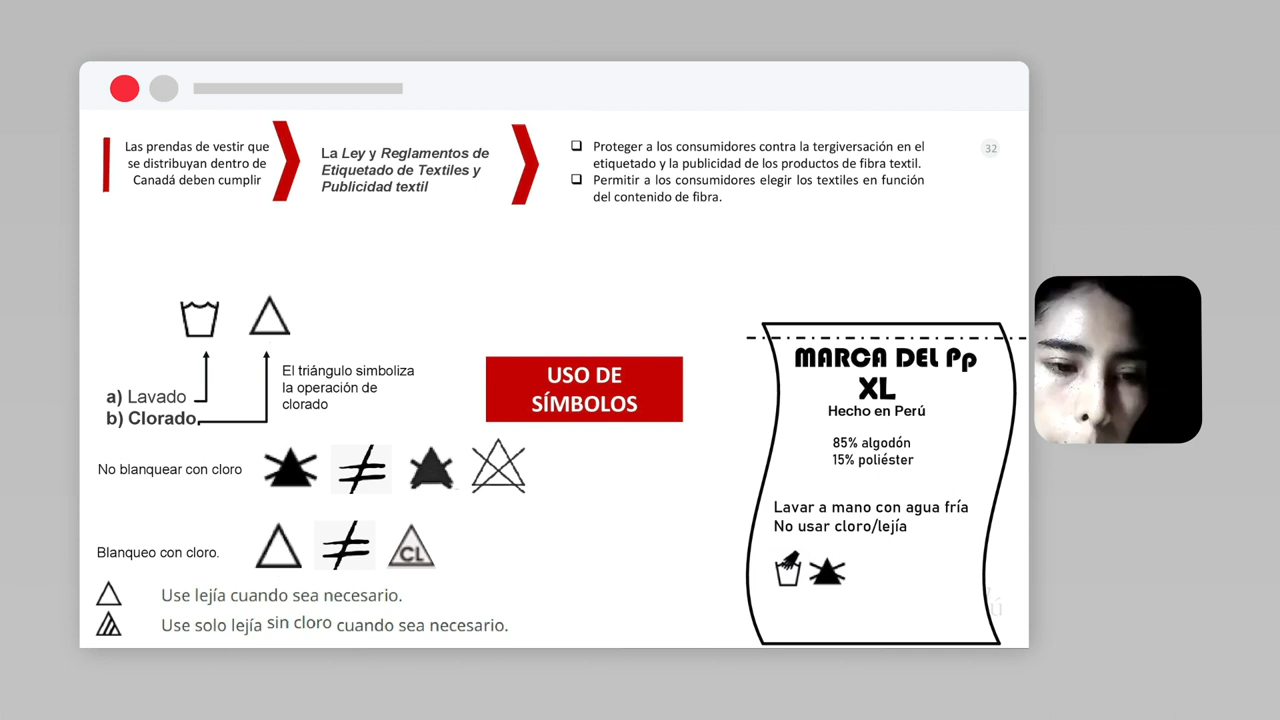 Las prendas de vestir que
se distribuyan dentro de
Canadá deben cumplir
La Ley y Reglamentos de
Etiquetado de Textiles y
Publicidad textil
❑ Proteger a los consumidores contra la tergiversación en el
etiquetado y la publicidad de los productos de fibra textil.
❑ Permitir a los consumidores elegir los textiles en función
del contenido de fibra.
32
a) Lavado
b) Clorado
El triángulo simboliza
la operación de
clorado
USO DE
SÍMBOLOS
No blanquear con cloro
≠
Blanqueo con cloro.
≠
CL
Use lejía cuando sea necesario.
Use solo lejía sin cloro cuando sea necesario.
MARCA DEL Pp
XL
Hecho en Perú
85% algodón
15% poliéster
Lavar a mano con agua fría
No usar cloro/lejía